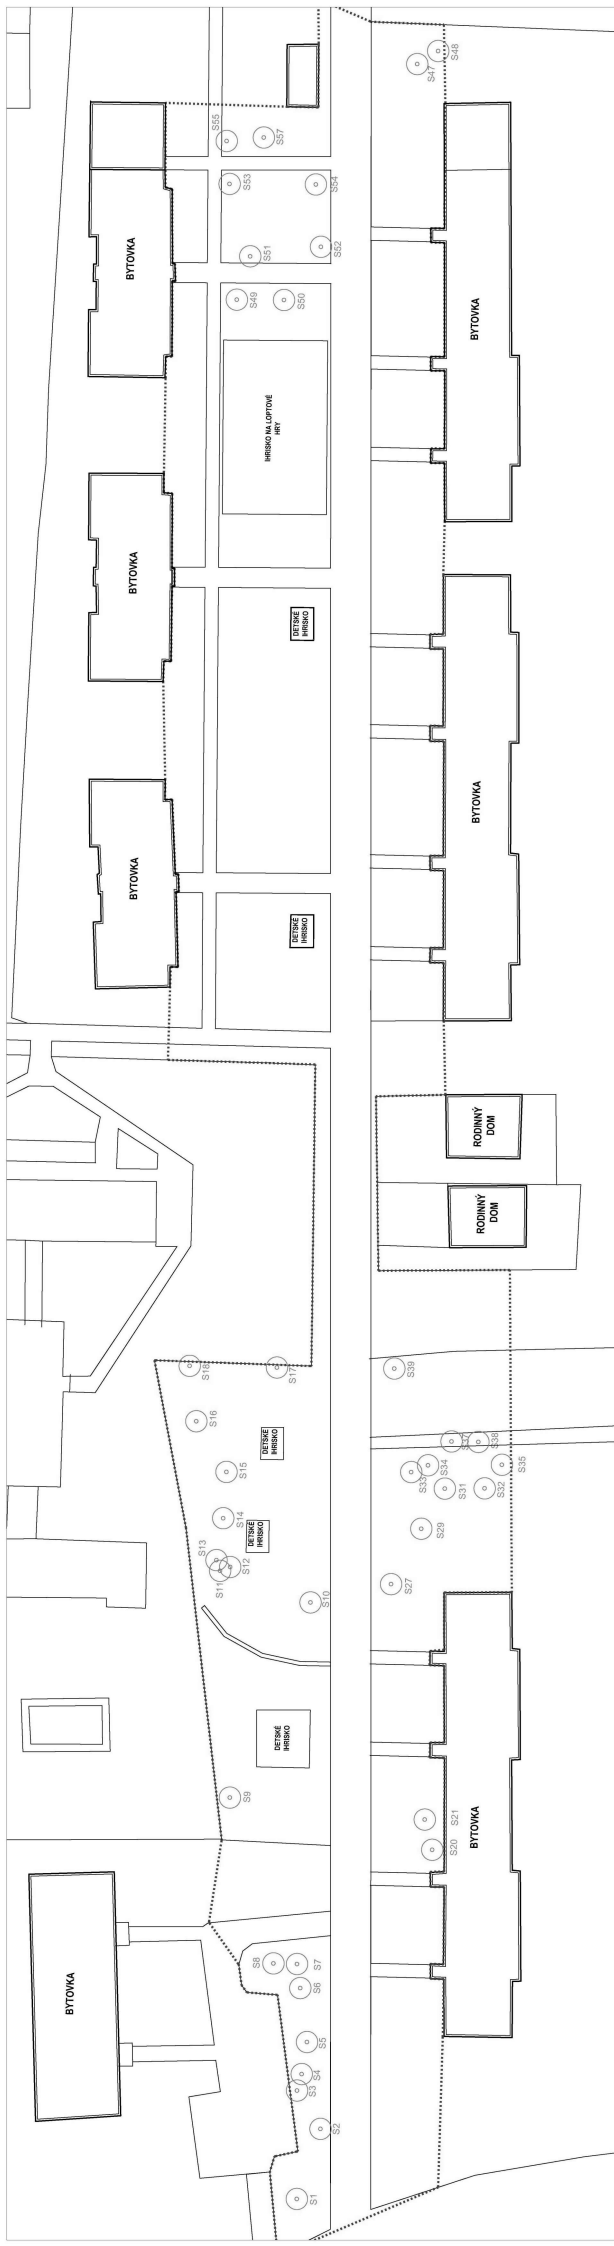 S48
S47
S55
S57
S53
S54
BYTOVKA
S51
S52
S49
S50
BYTOVKA
IHRISKO NA LOPTOVÉ
HRY
BYTOVKA
DETSKÉ
IHRISKO
BYTOVKA
BYTOVKA
DETSKÉ
IHRISKO
RODINNÝ
DOM
RODINNÝ
DOM
S18
S17
S39
S16
DETSKÉ
IHRISKO
S37
S38
S15
S33
S34
S35
S31
S32
S14
DETSKÉ
IHRISKO
S29
S13
S11
S12
S10
S27
DETSKÉ
IHRISKO
S9
S21
S20
BYTOVKA
BYTOVKA
S8
S7
S6
S5
S4
S3
S2
S1